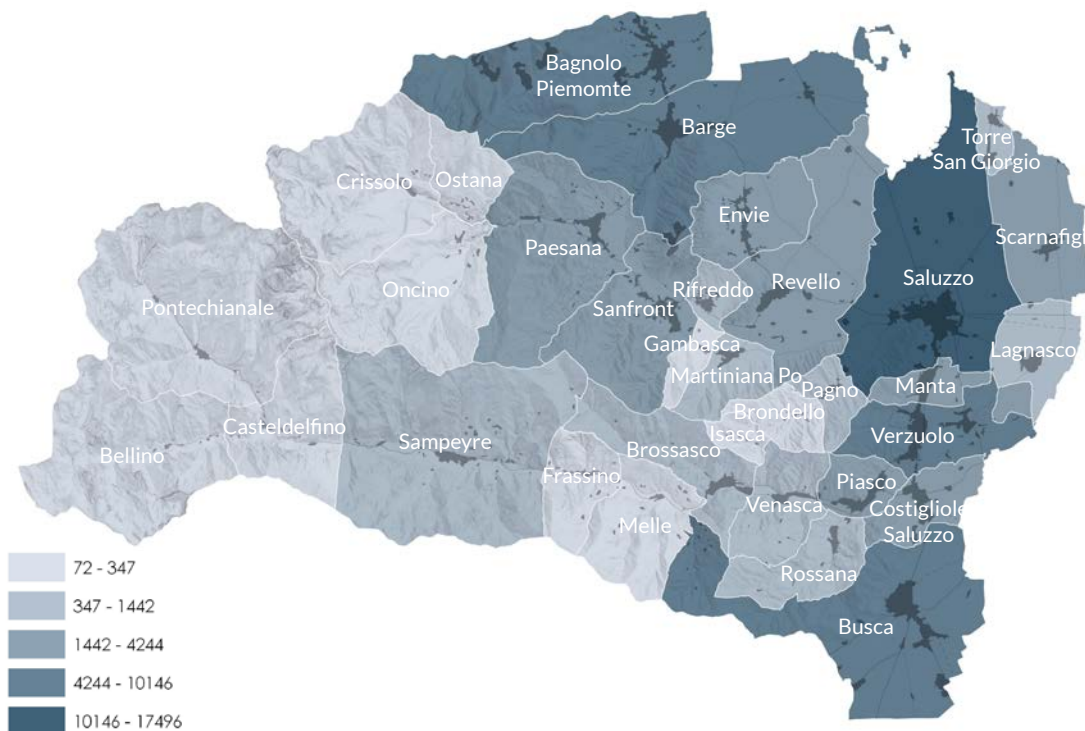 Bagnolo
Piemomte
Barge
Torre
San Giorgio
Crissolo
Ostana
Envie
Scarnafigi
Paesana
Pontechianale
Oncino
Rifreddo
Revello
Saluzzo
Sanfront
Gambasca
Lagnasco
Martiniana Po
Pagno
Manta
Brondello
Casteldelfino
Isasca
Verzuolo
Bellino
Sampeyre
Brossasco
Frassino
Piasco
Venasca
Costigliole
Saluzzo
Melle
Rossana
Busca
72 - 347
347 - 1442
1442 - 4244
4244 - 10146
10146 - 17496